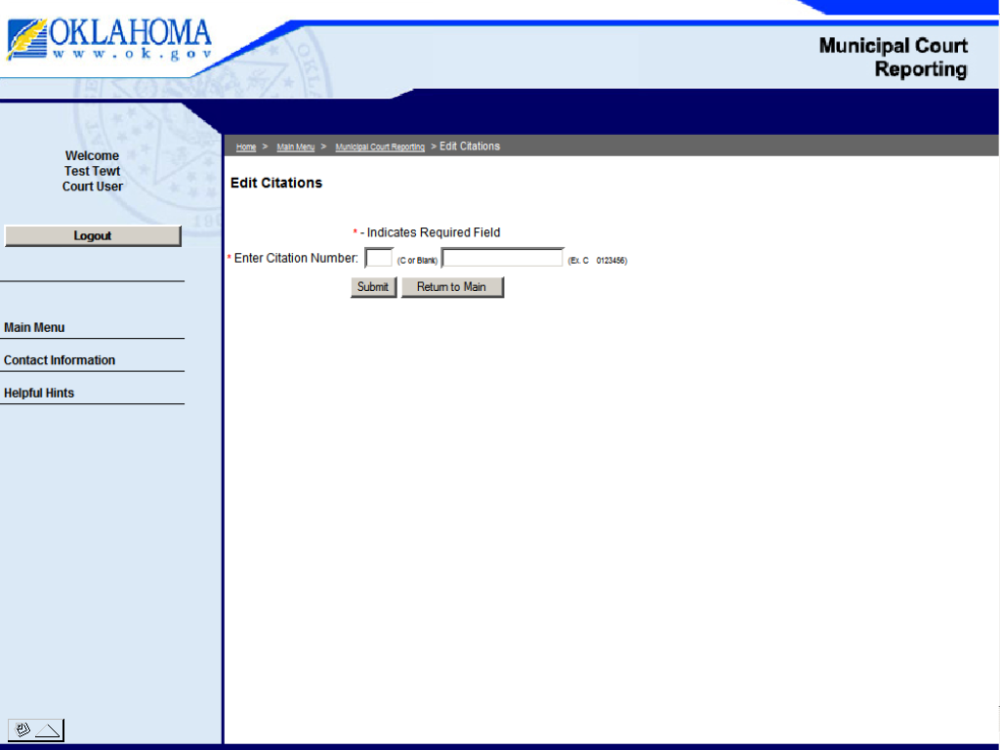 OKLAHOMA
www.ok.gov
Municipal Court
Reporting
Home > Main Menu > Municipal Court Reporting > Edit Citations
Welcome
Test Tewt
Court User
Logout
Main Menu
Contact Information
Helpful Hints
Edit Citations
* - Indicates Required Field
* Enter Citation Number: (C or Blank) (Ex. C 0123456)
Submit Return to Main